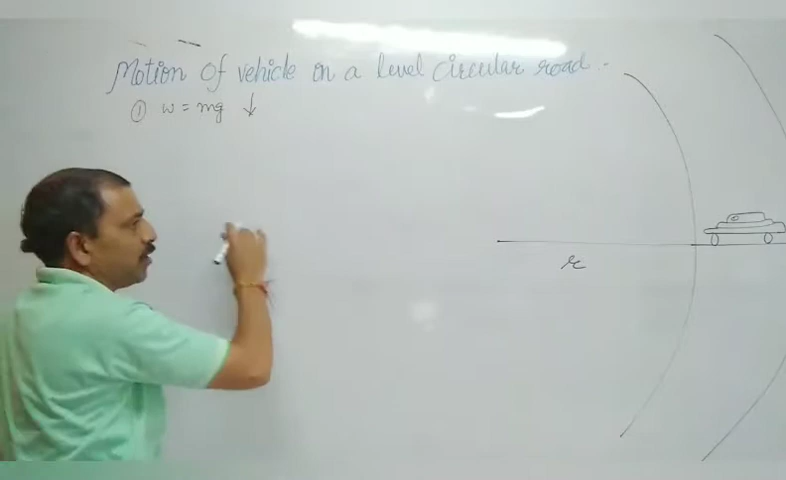 Motion of vehicle on a level circular road.-
① w = mg ↓
r